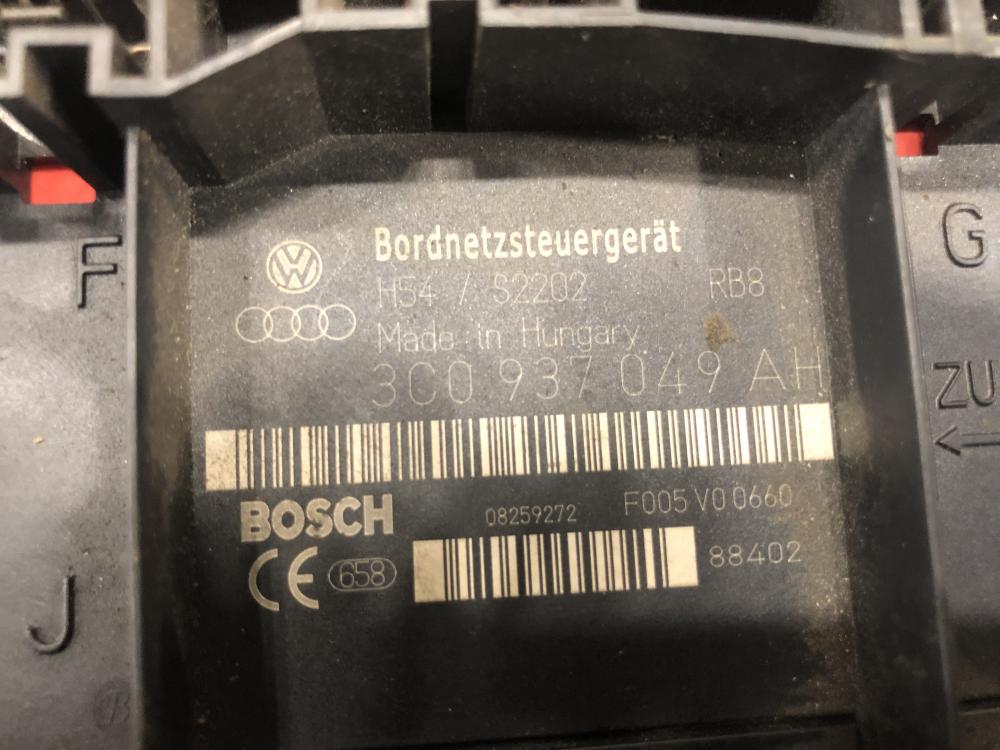 F
G
Bordnetzsteuergerät
H54 / S2202 RB8
Made in Hungary
3C0 937 049 AH
ZU
BOSCH 08259272 F005 V0 0660
CE 658 88402
J